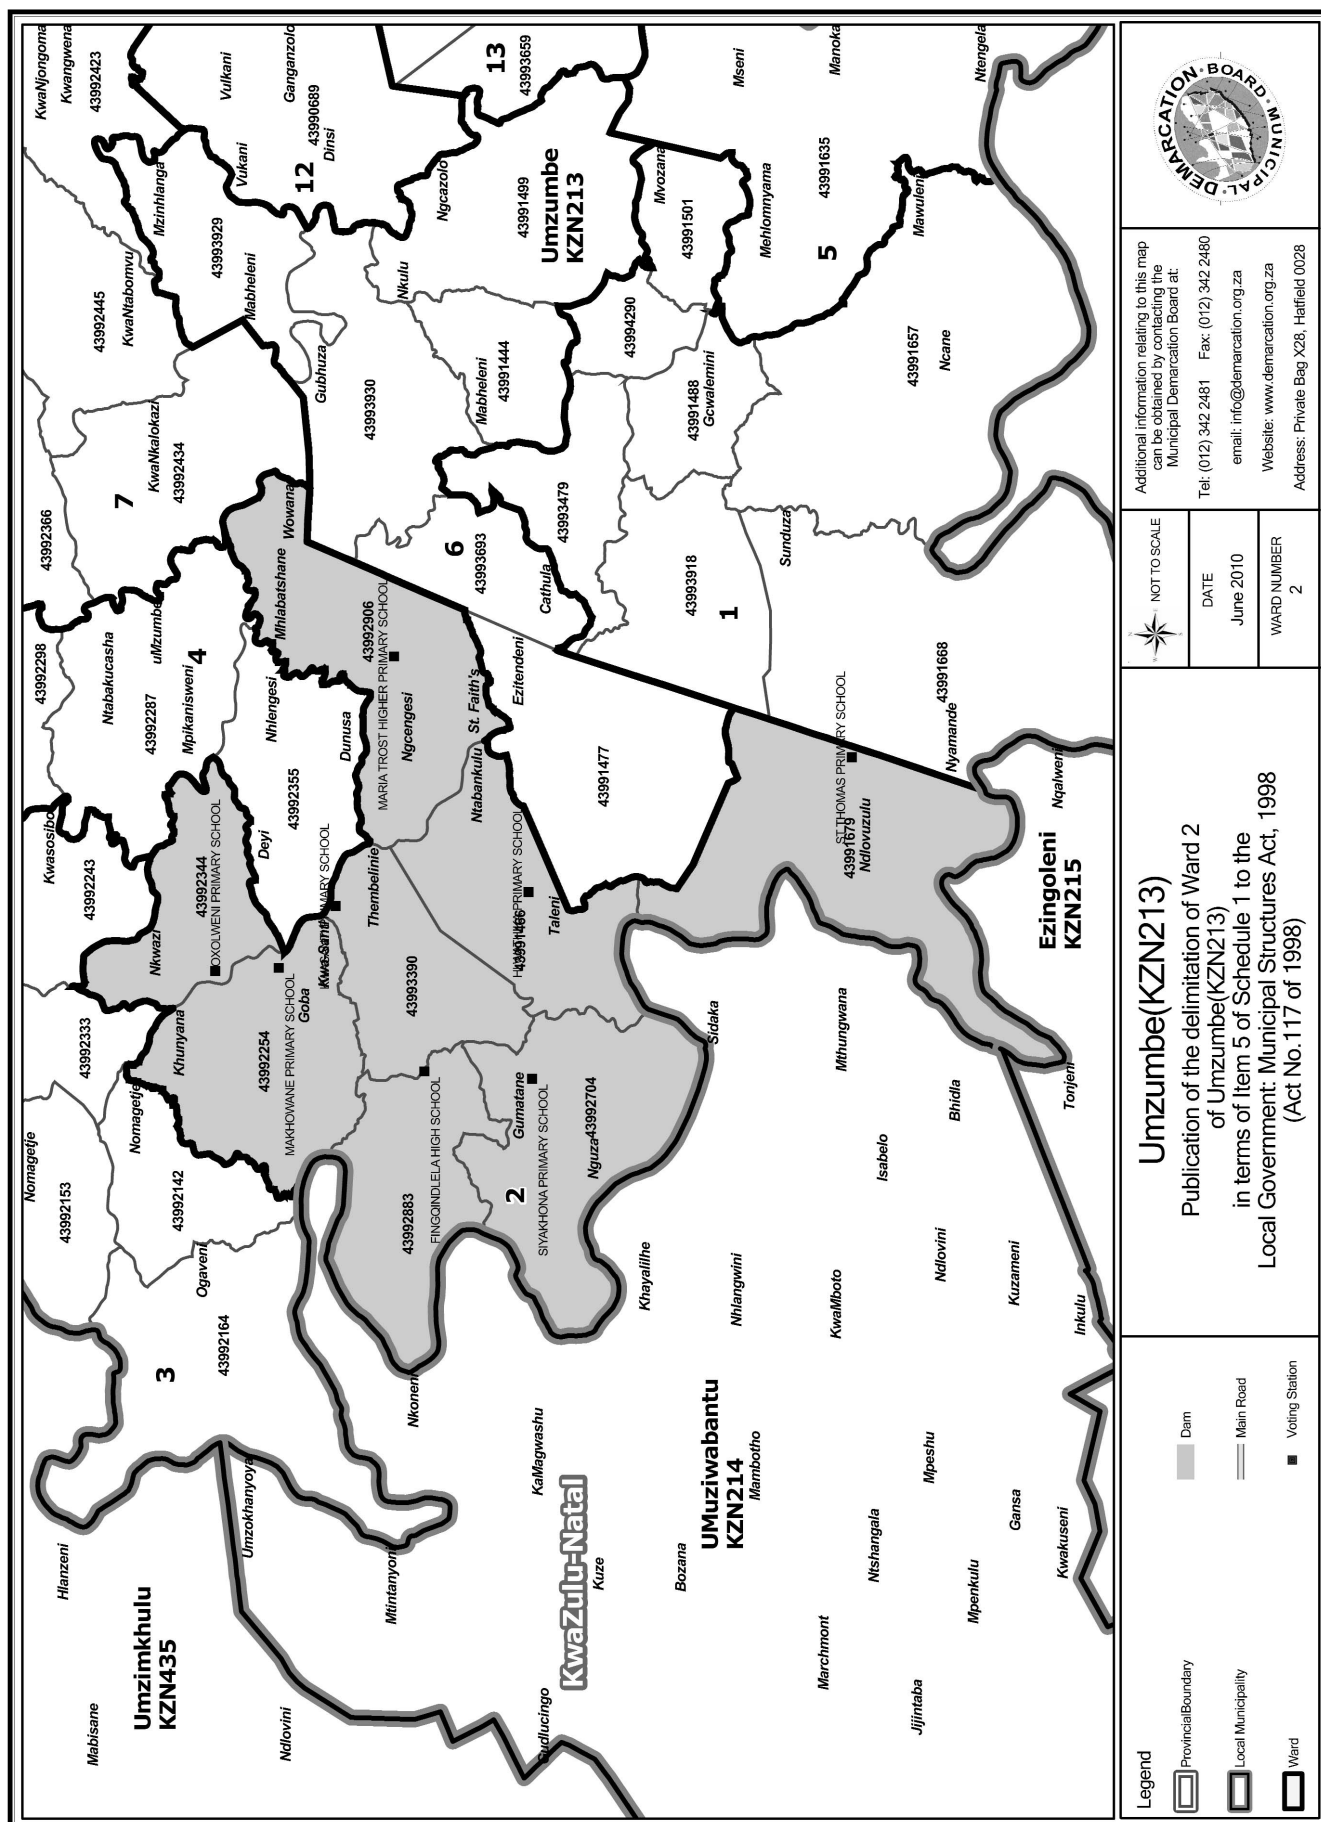 Nomagetje
KwaNjongoma
43992298
43992366
Kwasosibo
Hlanzeni
43992153
Kwangwena
43992333
43992243
Mabisane
43992423
43992445
Ntabakucasha
7
KwaNtabomvu
Umzimkhulu
KZN435
Nomagetje
43992287
uMzumbe
KwaNkalokazi
Mzinhlanga
Nkwazi
3
43992142
Khunyana
Mpikanisweni
4
43992434
Ogaveni
43992344
OXOLWENI PRIMARY SCHOOL
43992164
43993929
Vulkani
Umzokhanyoya
Vukani
Mabheleni
43992254
Deyi
Nhlengesi
Mhlabatshane
Wowana
Ndlovini
MAKHOWANE PRIMARY SCHOOL
Goba
43992355
12
Ganganzolo
43990689
Dinsi
Gubhuza
PRIMARY SCHOOL
Dunusa
Thembelinie
43992906
MARIA TROST HIGHER PRIMARY SCHOOL
43993930
Mtintanyoni
Nkoneni
43992883
43993390
Ngcengesi
Nkulu
FINGQINDLELA HIGH SCHOOL
6
Ngcazolo
Ntabankulu
St. Faith's
43993693
Mabheleni
13
2
Gumatane
PRIMARY SCHOOL
Ezitendeni
43991444
43991499
43993659
KaMagwashu
SIYAKHONA PRIMARY SCHOOL
Cathula
Taleni
43993479
Umzumbe
KZN213
KwaZulu-Natal
Kuze
Nguza
43992704
43991477
43994290
Khayalilhe
Mvozana
Bozana
43993918
43991488
43991501
UMuziwabantu
KZN214
Sidaka
Gcwalemini
1
Nhlangwini
Mseni
Mambotho
Mehlomnyama
Sunduza
5
43991635
Marchmont
KwaMboto
Mthungwana
ST THOMAS PRIMARY SCHOOL
43991679
Ndlovuzulu
Manoka
Ntshangala
Isabelo
Jijintaba
Mpeshu
Ndlovini
Bhidla
43991668
Nyamande
43991657
Mawuleni
Ncane
Mpenkulu
Ntengela
Gansa
Kuzameni
Ezingoleni
KZN215
Kwakuseni
Inkulu
Tonjeni
Nqalweni
Legend
ProvincialBoundary
Dam
Local Municipality
Main Road
Ward
Voting Station
Umzumbe(KZN213)
Publication of the delimitation of Ward 2
of Umzumbe(KZN213)
in terms of Item 5 of Schedule 1 to the
Local Government: Municipal Structures Act, 1998
(Act No.117 of 1998)
NOT TO SCALE
DATE
June 2010
WARD NUMBER
2
Additional information relating to this map
can be obtained by contacting the
Municipal Demarcation Board at:
Tel: (012) 342 2481 Fax: (012) 342 2480
email: info@demarcation.org.za
Website: www.demarcation.org.za
Address: Private Bag X28, Hatfield 0028
MUNICIPAL DEMARCATION BOARD